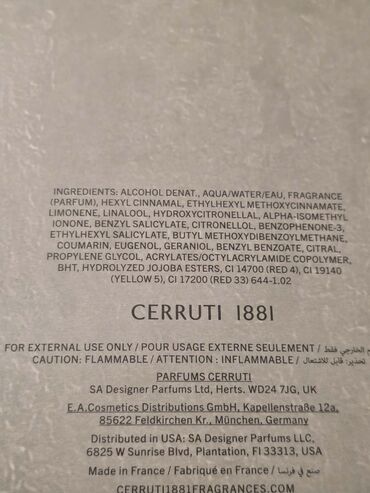 INGREDIENTS: ALCOHOL DENAT., AQUA/WATER/EAU, FRAGRANCE
(PARFUM), HEXYL CINNAMAL, ETHYLHEXYL METHOXYCINNAMATE,
LIMONENE, LINALOOL, HYDROXYCITRONELLAL, ALPHA-ISOMETHYL
IONONE, BENZYL SALICYLATE, CITRONELLOL, BENZOPHENONE-3,
ETHYLHEXYL SALICYLATE, BUTYL METHOXYDIBENZOYLMETHANE,
COUMARIN, EUGENOL, GERANIOL, BENZYL BENZOATE, CITRAL,
PROPYLENE GLYCOL, ACRYLATES/OCTYLACRYLAMIDE COPOLYMER,
BHT, HYDROLYZED JOJOBA ESTERS, CI 14700 (RED 4), CI 19140
(YELLOW 5), CI 17200 (RED 33) 644-1.02
CERRUTI 1881
FOR EXTERNAL USE ONLY / POUR USAGE EXTERNE SEULEMENT / الخارجي فقط
CAUTION: FLAMMABLE / ATTENTION : INFLAMMABLE / تحذير: قابل للاشتعال
PARFUMS CERRUTI
SA Designer Parfums Ltd, Herts. WD24 7JG, UK
E.A.Cosmetics Distributions GmbH, Kapellenstraße 12a,
85622 Feldkirchen Kr., München, Germany
Distributed in USA: SA Designer Parfums LLC,
6825 W Sunrise Blvd, Plantation, Fl 33313, USA
Made in France / Fabriqué en France / صنع في فرنسا
CERRUTI1881FRAGRANCES.COM